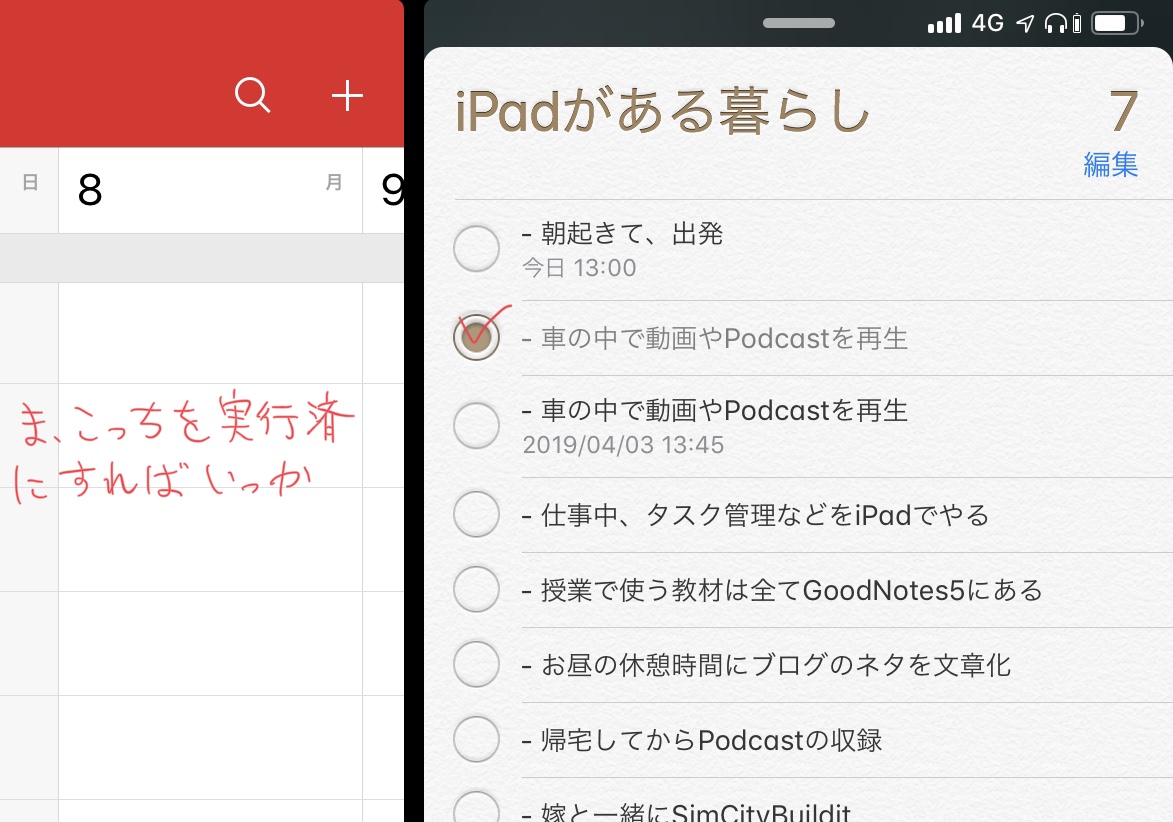 4G
日
8
月
9
ま、こっちを実行済
にすればいっか
iPadがある暮らし
7
編集
- 朝起きて、出発
今日 13:00
- 車の中で動画やPodcastを再生
- 車の中で動画やPodcastを再生
2019/04/03 13:45
- 仕事中、タスク管理などをiPadでやる
- 授業で使う教材は全てGoodNotes5にある
- お昼の休憩時間にブログのネタを文章化
- 帰宅してからPodcastの収録
- 嫁と一緒にSimCityBuildit